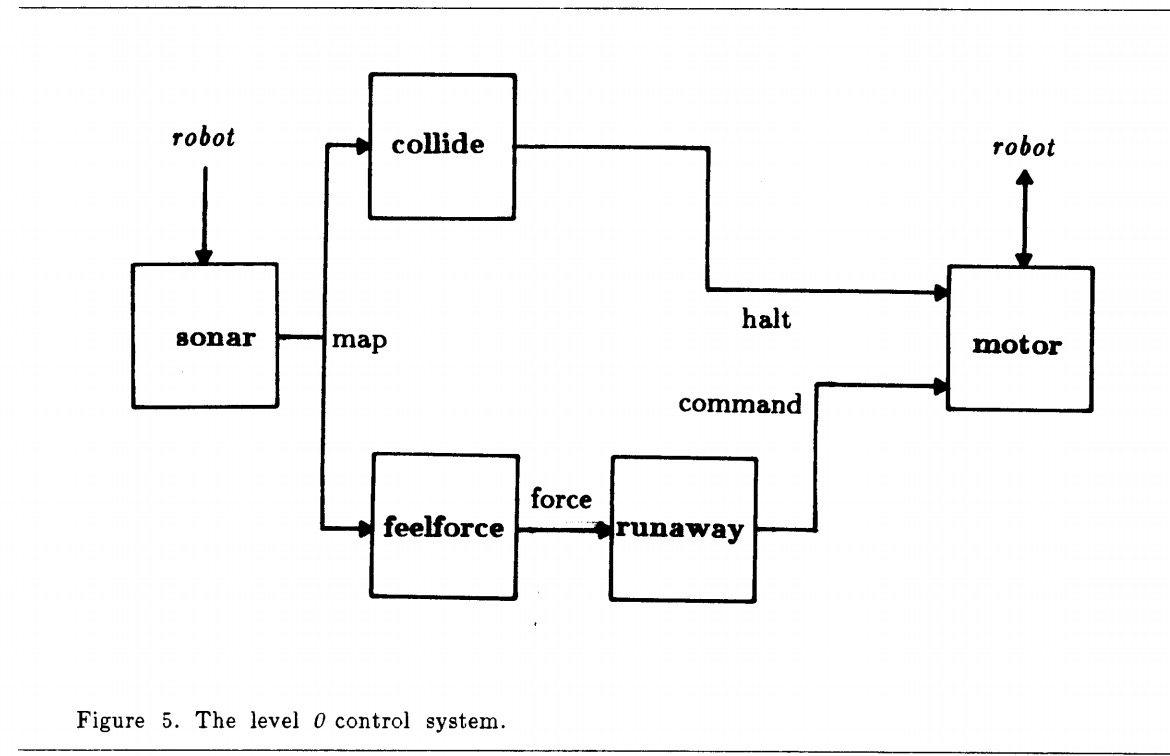 robot
collide
robot
sonar
map
halt
motor
command
feelforce
force
runaway
Figure 5. The level 0 control system.